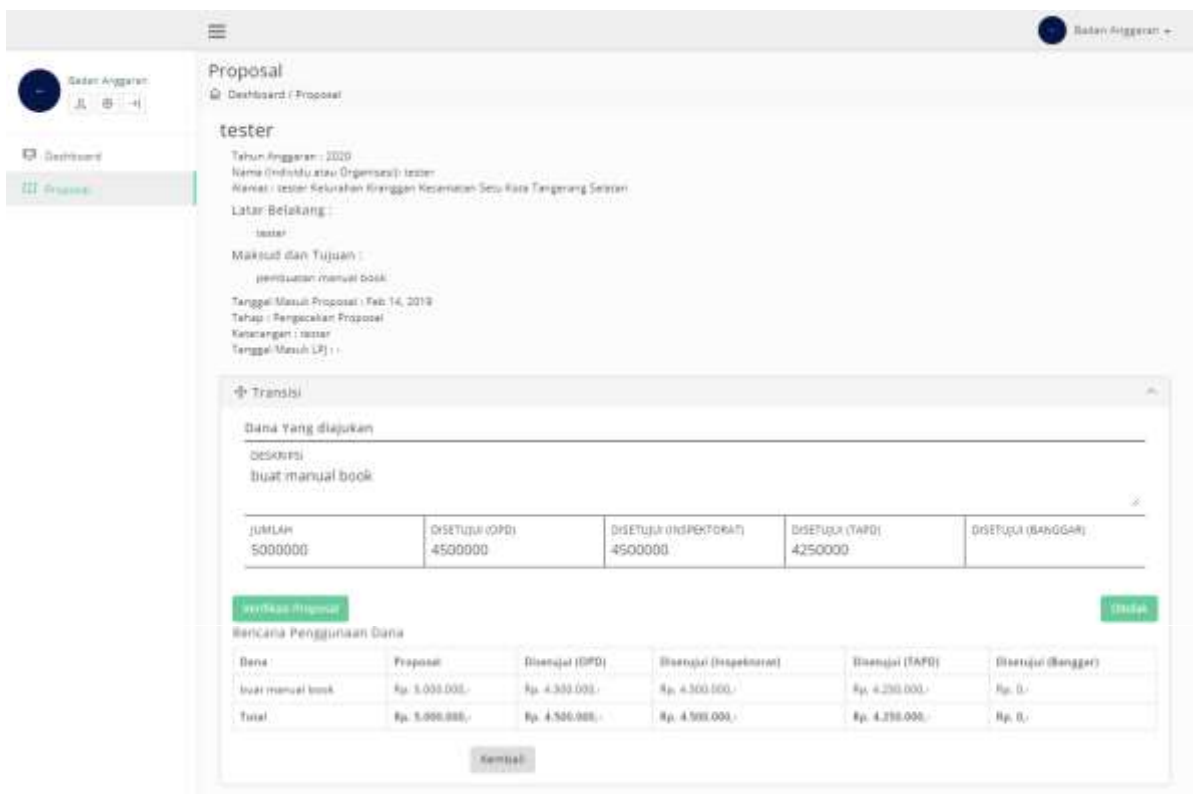 Badan Anggaran
Badan Anggaran
Dashboard
Proposal
Proposal
Dashboard / Proposal
tester
Tahun Anggaran : 2020
Nama (Individu atau Organisasi): tester
Alamat : tester Kelurahan Kranggan Kecamatan Setu Kota Tangerang Selatan
Latar Belakang :
tester
Maksud dan Tujuan :
pembuatan manual book
Tanggal Masuk Proposal : Feb 14, 2019
Tahap : Pengecekan Proposal
Keterangan : tester
Tanggal Masuk LPJ : -
Transisi
Dana Yang diajukan
DESKRIPSI
buat manual book
JUMLAH DISETUJUI (OPD) DISETUJUI (INSPEKTORAT) DISETUJUI (TAPD) DISETUJUI (BANGGAR)
5000000 4500000 4500000 4250000
Verifikasi Proposal Ditolak
Rencana Penggunaan Dana
Dana Proposal Disetujui (OPD) Disetujui (Inspektorat) Disetujui (TAPD) Disetujui (Banggar)
buat manual book Rp. 5.000.000,- Rp. 4.500.000,- Rp. 4.500.000,- Rp. 4.250.000,- Rp. 0,-
Total Rp. 5.000.000,- Rp. 4.500.000,- Rp. 4.500.000,- Rp. 4.250.000,- Rp. 0,-
Kembali